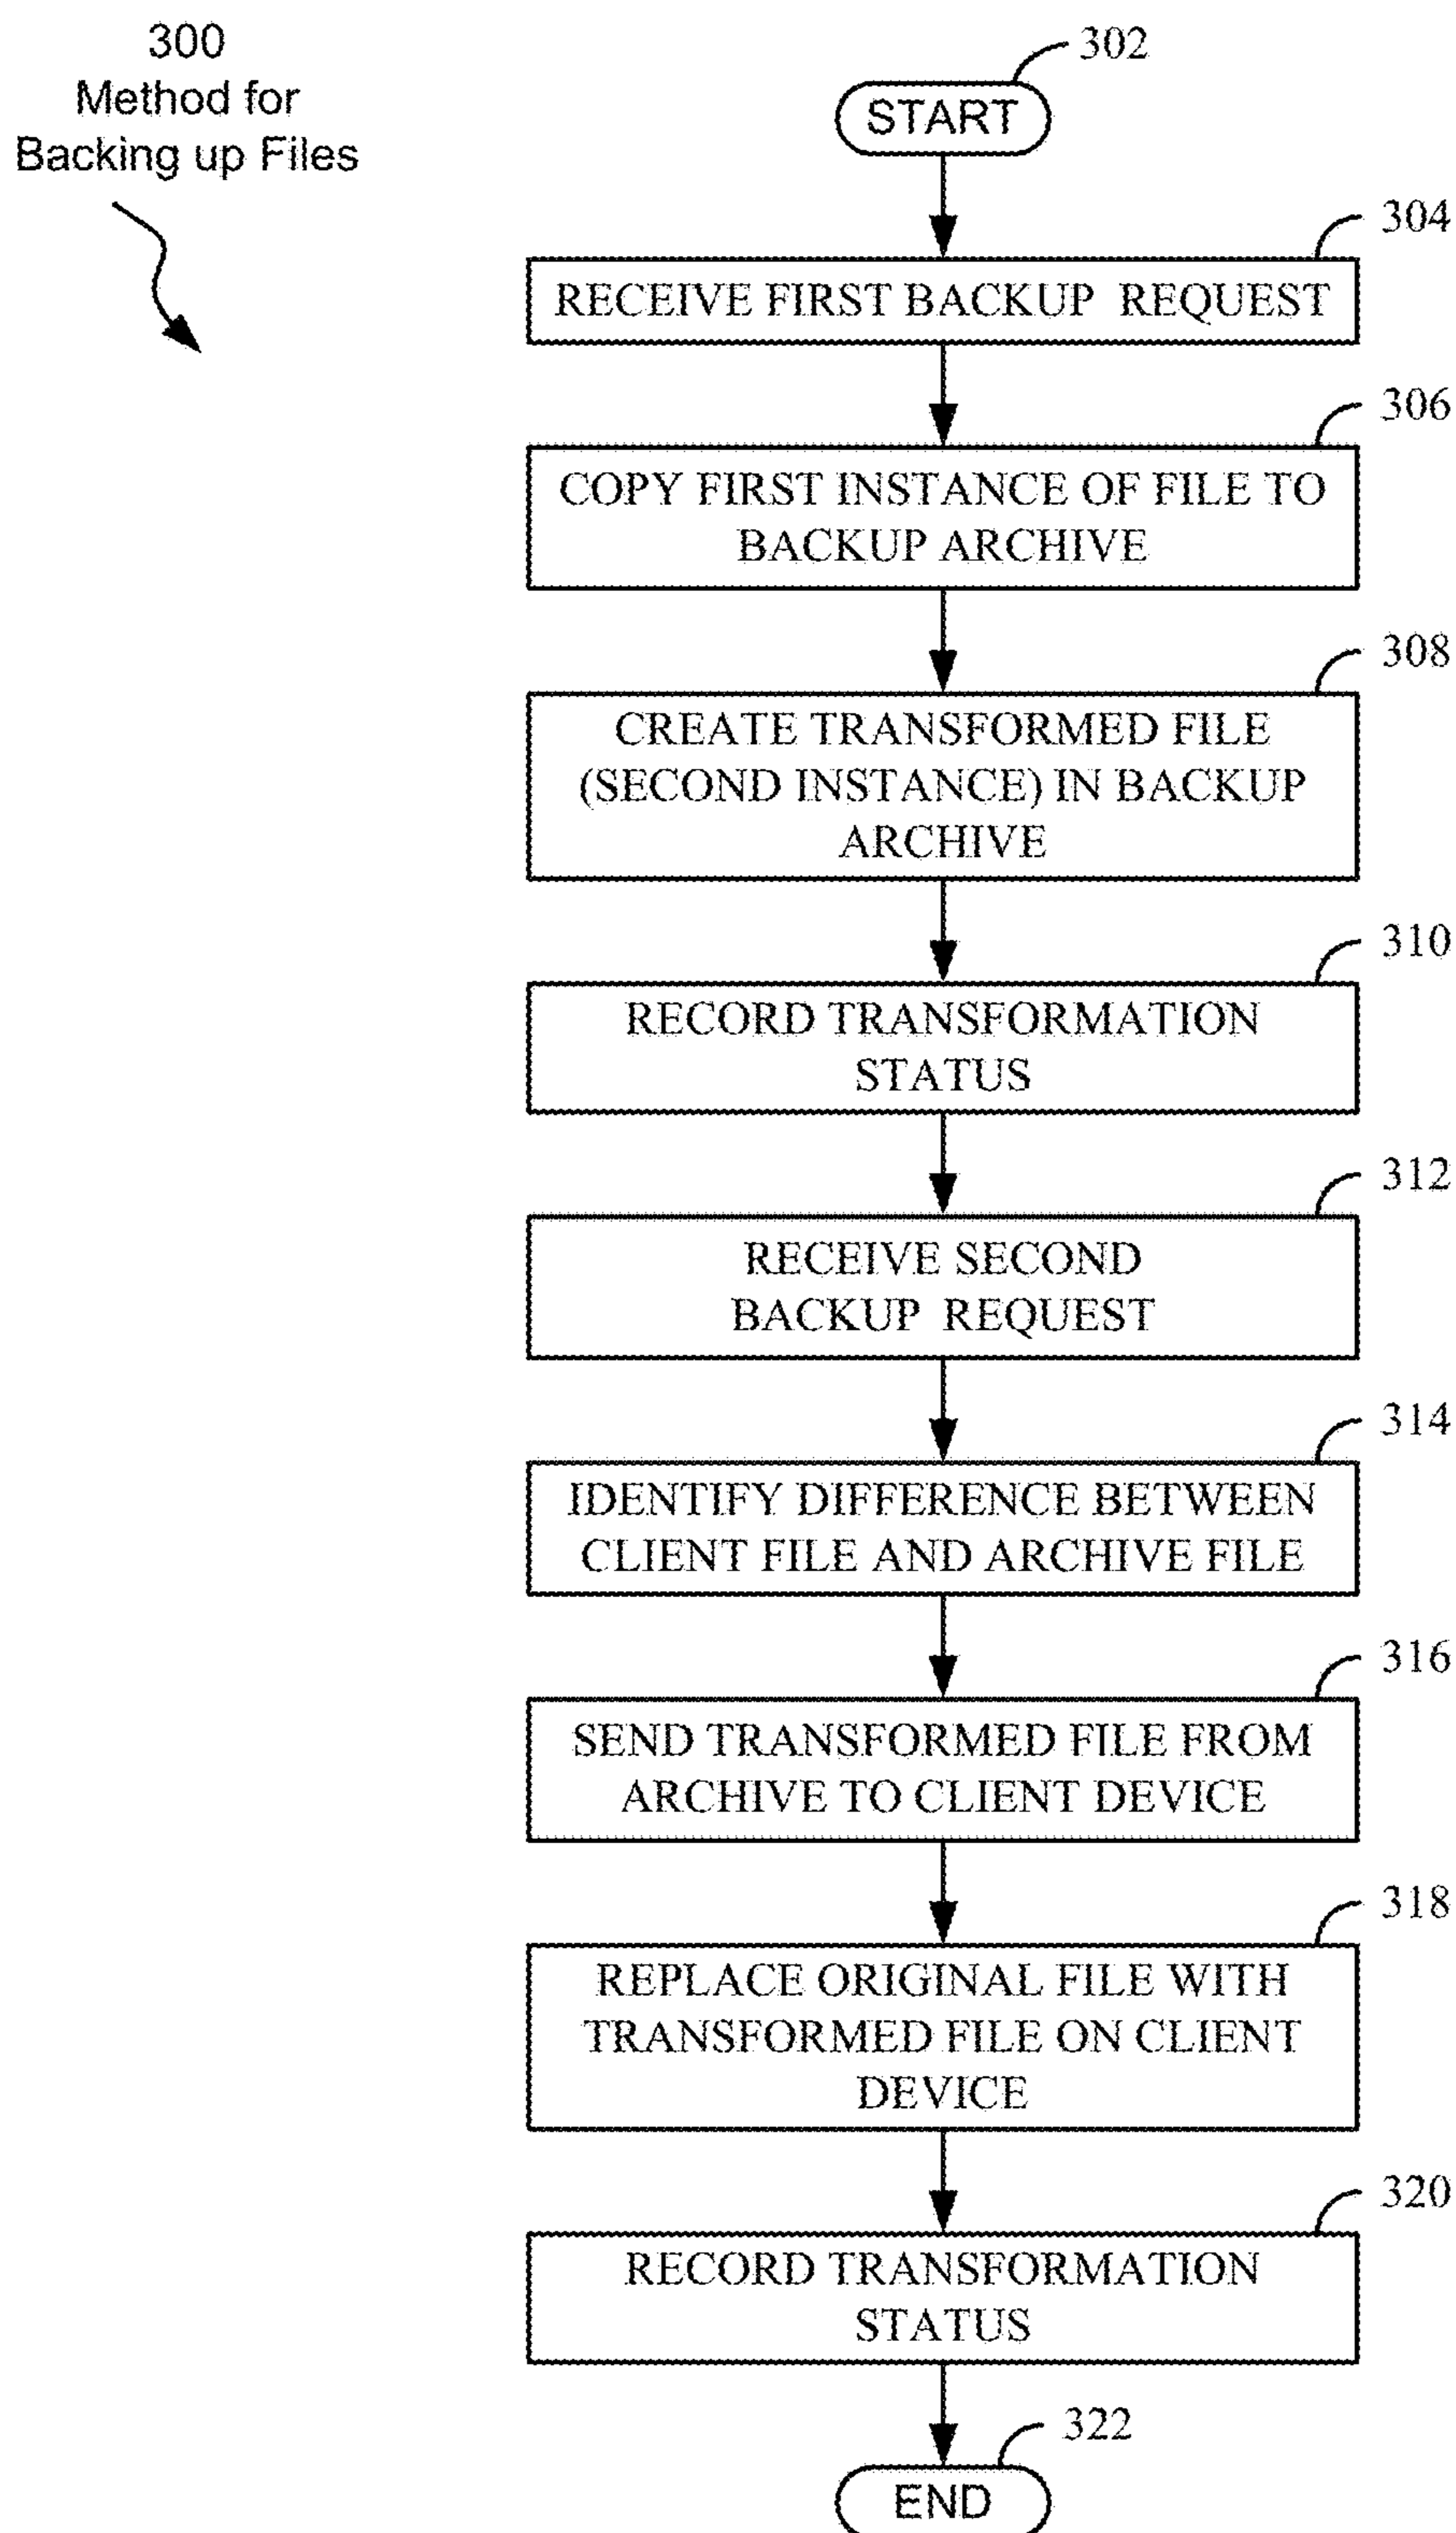 300
Method for
Backing up Files
302
START
304
RECEIVE FIRST BACKUP REQUEST
306
COPY FIRST INSTANCE OF FILE TO
BACKUP ARCHIVE
308
CREATE TRANSFORMED FILE
(SECOND INSTANCE) IN BACKUP
ARCHIVE
310
RECORD TRANSFORMATION
STATUS
312
RECEIVE SECOND
BACKUP REQUEST
314
IDENTIFY DIFFERENCE BETWEEN
CLIENT FILE AND ARCHIVE FILE
316
SEND TRANSFORMED FILE FROM
ARCHIVE TO CLIENT DEVICE
318
REPLACE ORIGINAL FILE WITH
TRANSFORMED FILE ON CLIENT
DEVICE
320
RECORD TRANSFORMATION
STATUS
322
END